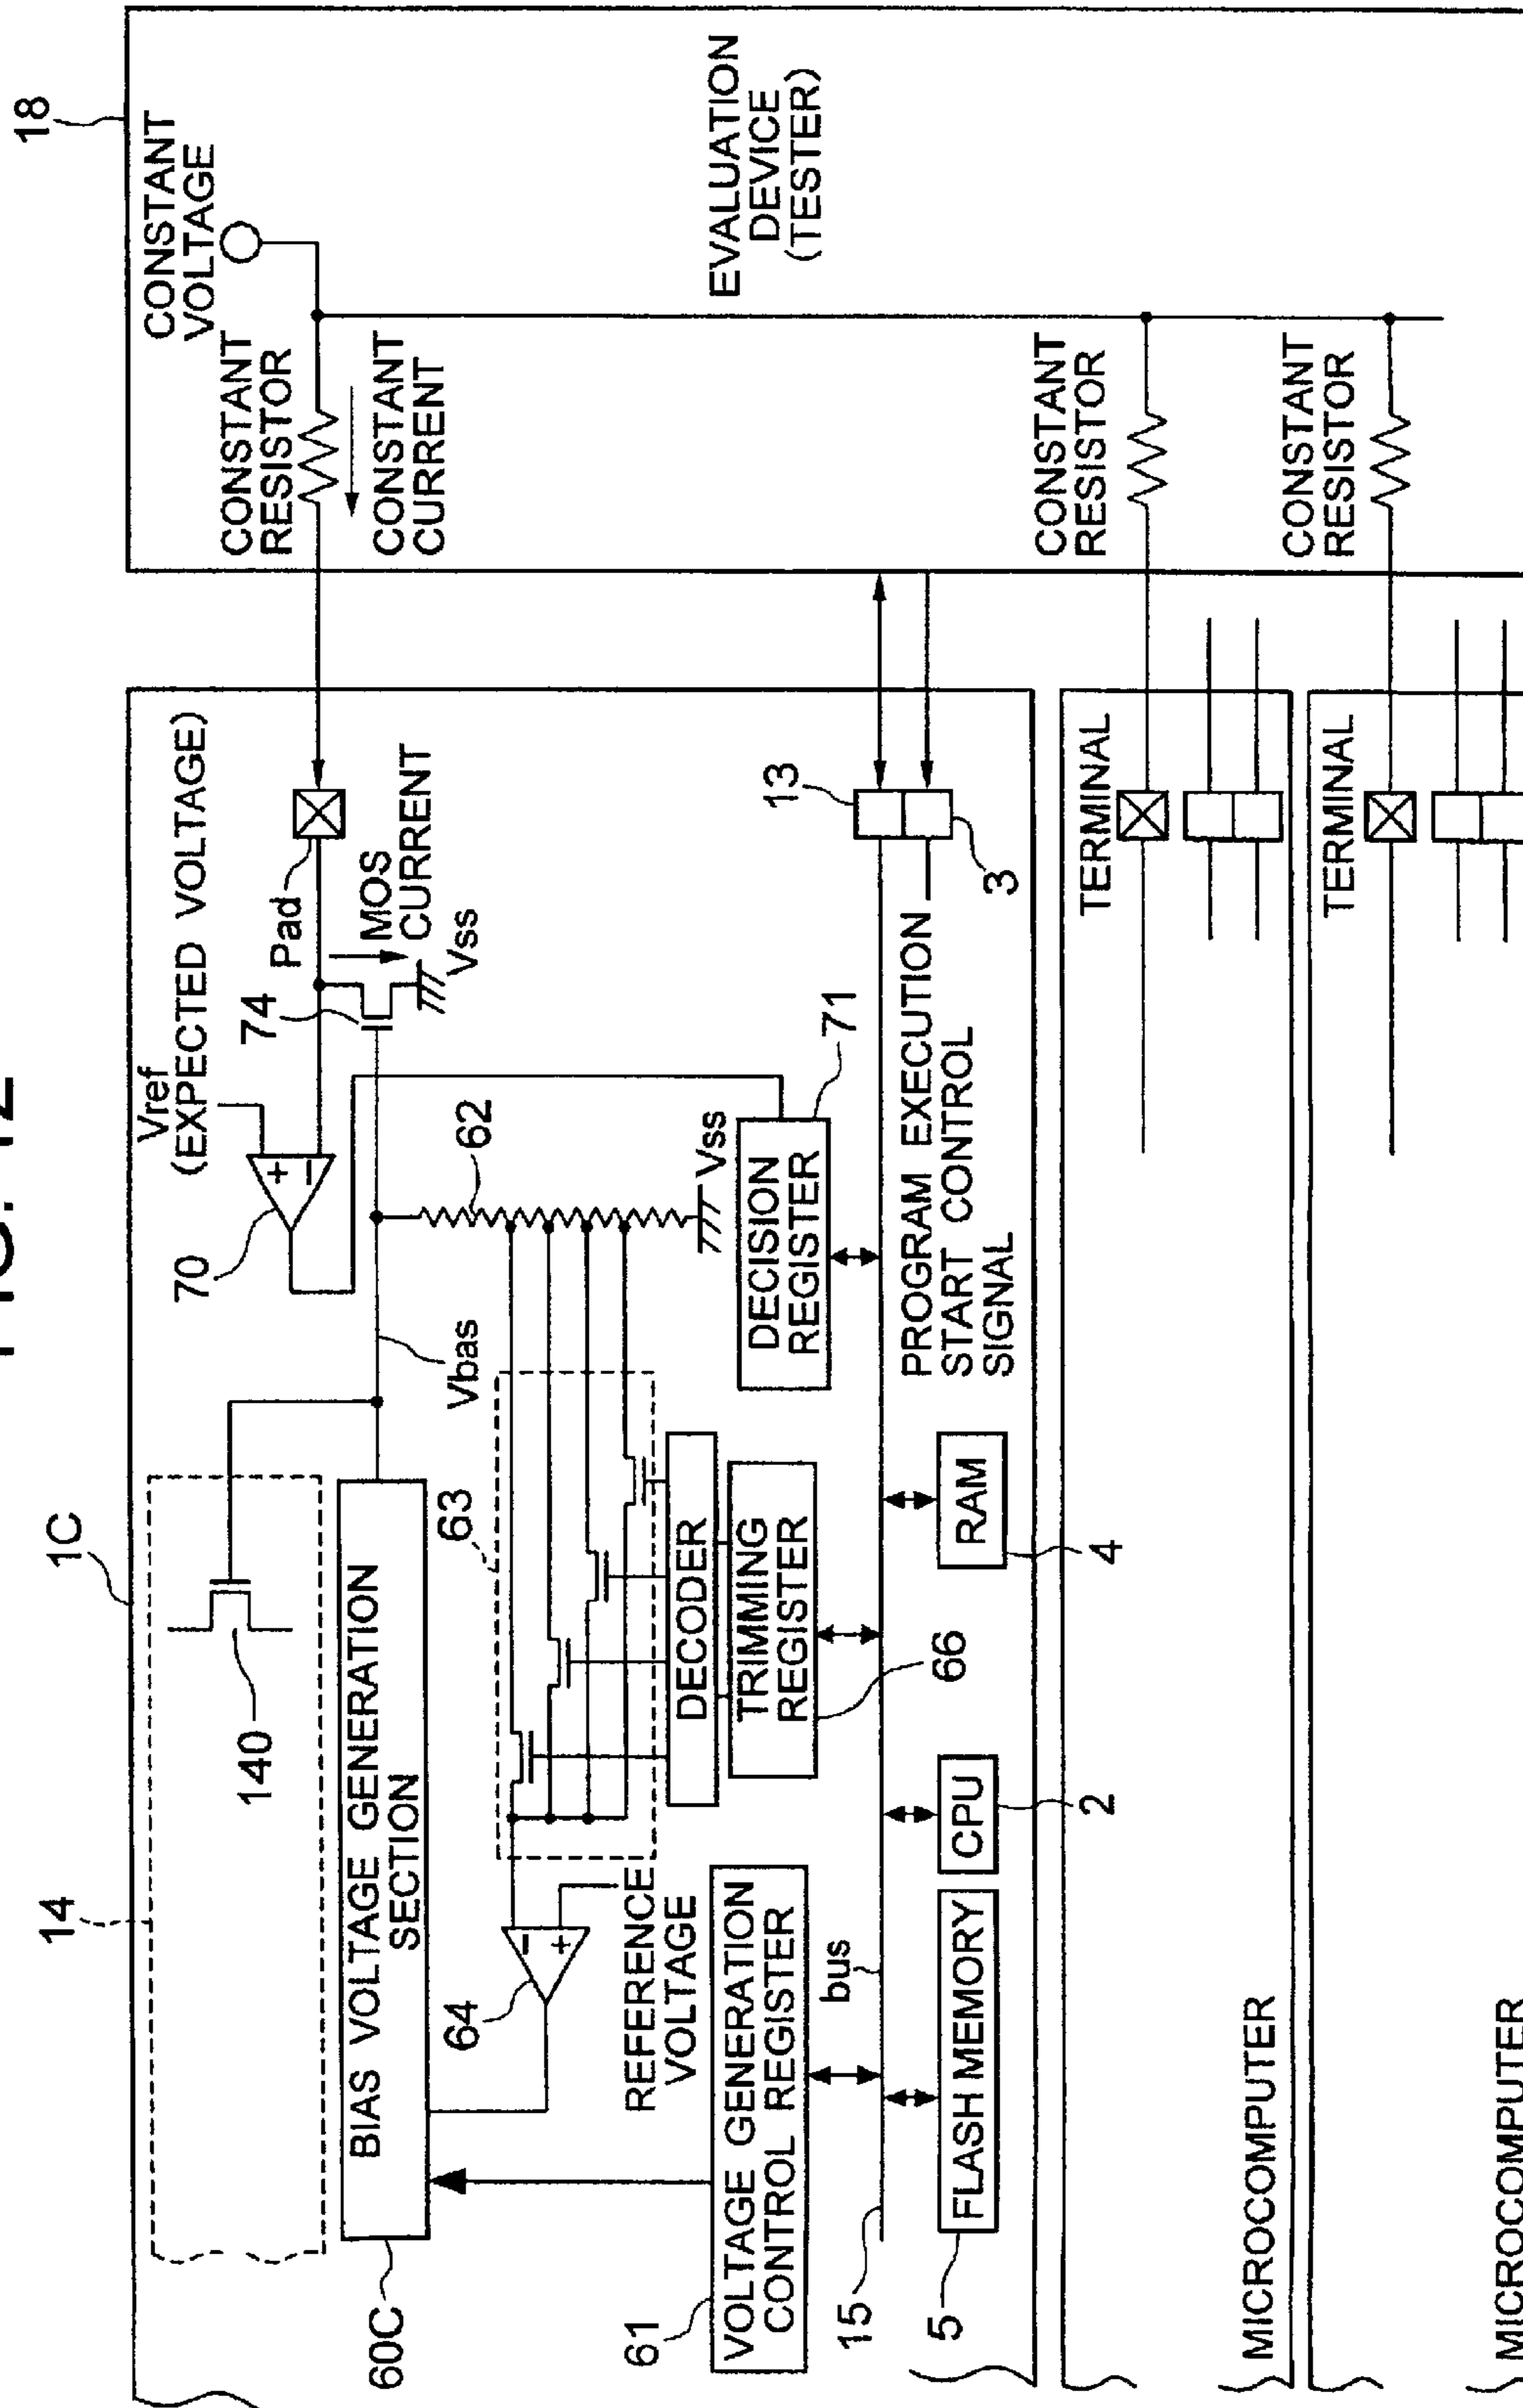 FIG. 12
14
1C
18
Vref
(EXPECTED VOLTAGE)
CONSTANT
VOLTAGE
70
+
−
74
Pad
MOS
CURRENT
Vss
CONSTANT
RESISTOR
CONSTANT
CURRENT
140
60C
BIAS VOLTAGE GENERATION
SECTION
Vbas
62
Vss
63
64
−
+
REFERENCE
VOLTAGE
DECODER
TRIMMING
REGISTER
66
DECISION
REGISTER
71
EVALUATION
DEVICE
(TESTER)
61
VOLTAGE GENERATION
CONTROL REGISTER
15
bus
5
FLASH MEMORY
CPU
2
RAM
4
PROGRAM EXECUTION
START CONTROL
SIGNAL
13
3
TERMINAL
CONSTANT
RESISTOR
MICROCOMPUTER
TERMINAL
CONSTANT
RESISTOR
MICROCOMPUTER